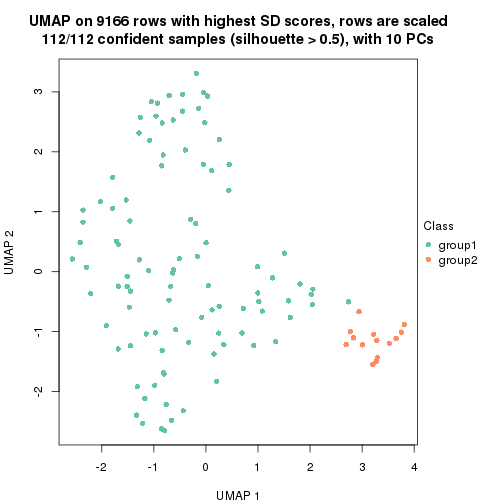 UMAP on 9166 rows with highest SD scores, rows are scaled
112/112 confident samples (silhouette > 0.5), with 10 PCs
3
2
1
0
-1
-2
UMAP 2
-2
-1
0
1
2
3
4
UMAP 1
Class
group1
group2